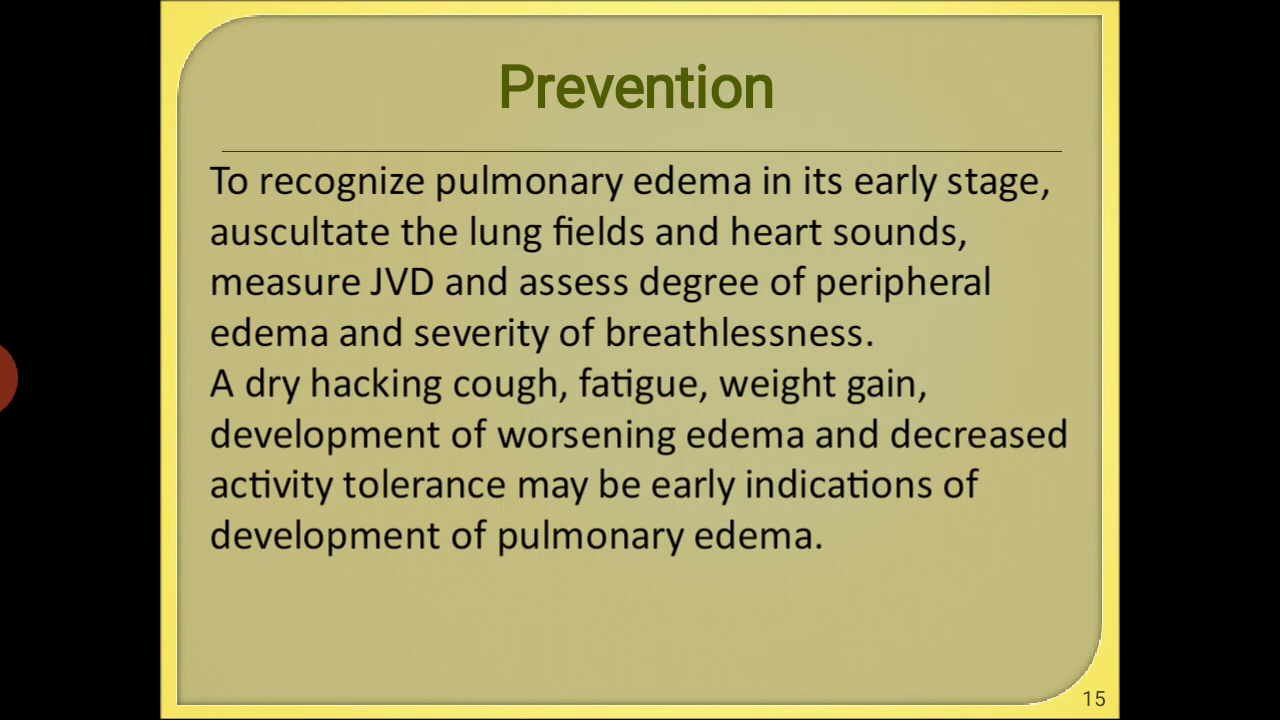 Prevention
To recognize pulmonary edema in its early stage,
auscultate the lung fields and heart sounds,
measure JVD and assess degree of peripheral
edema and severity of breathlessness.
A dry hacking cough, fatigue, weight gain,
development of worsening edema and decreased
activity tolerance may be early indications of
development of pulmonary edema.
15